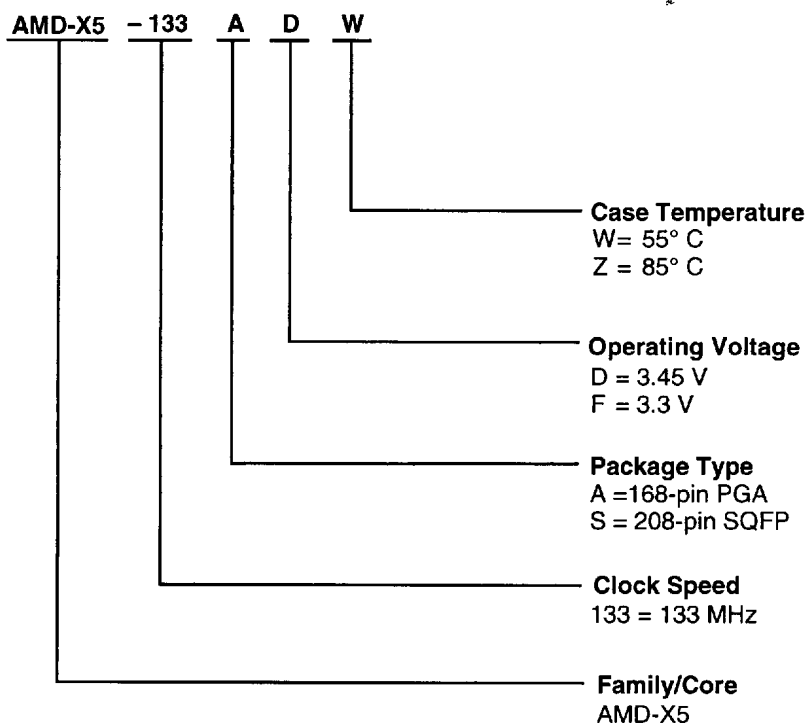 AMD-X5 –133 A D W
Case Temperature
W= 55° C
Z = 85° C
Operating Voltage
D = 3.45 V
F = 3.3 V
Package Type
A =168-pin PGA
S = 208-pin SQFP
Clock Speed
133 = 133 MHz
Family/Core
AMD-X5